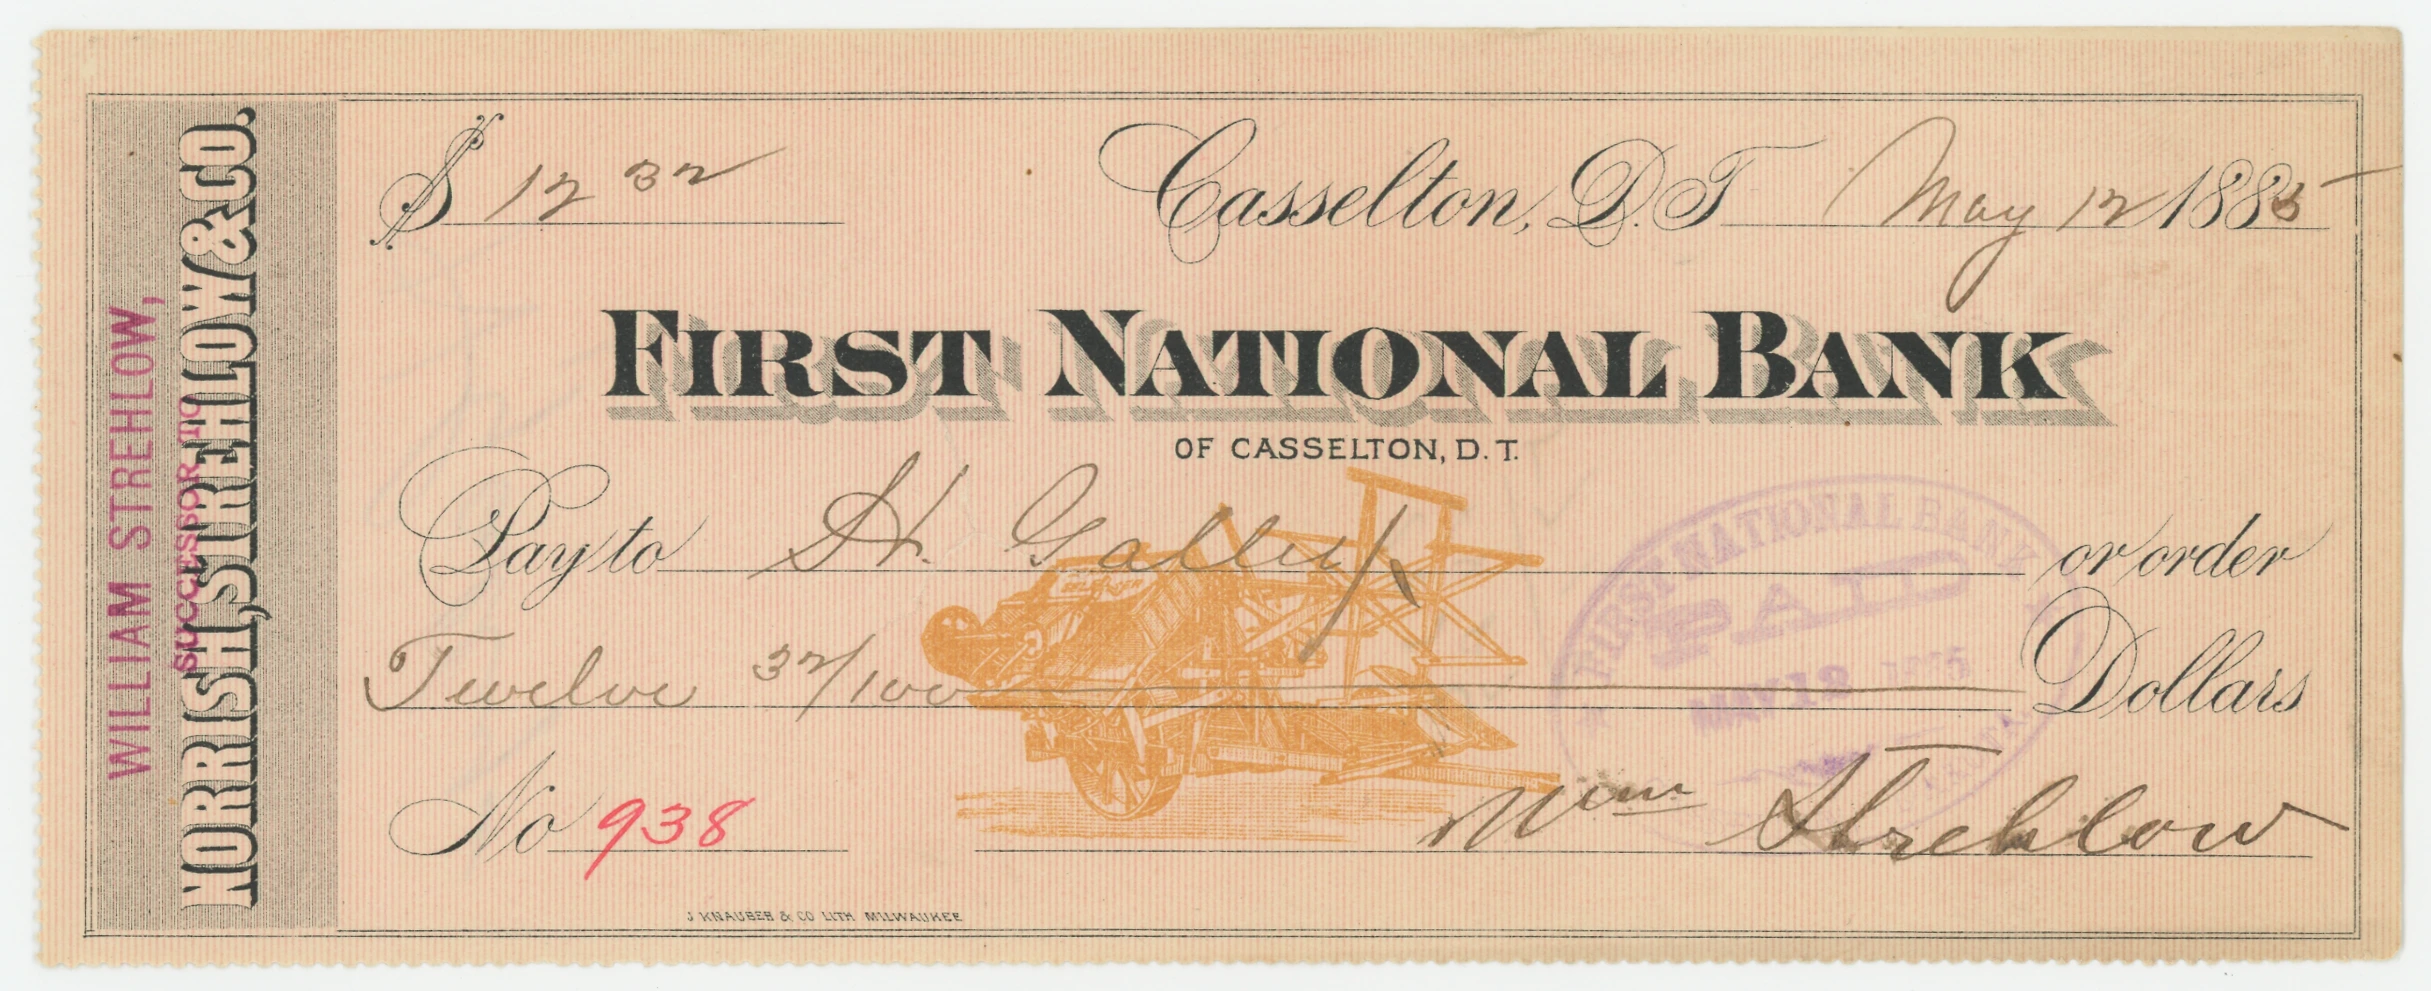 WILLIAM STREHLOW,
SUCCESSOR TO
NORRISH, STREHLOW & CO.
$ 12 32
Casselton, D.T. May 12 1885
FIRST NATIONAL BANK
OF CASSELTON, D. T.
Pay to H. Gallup or order
Twelve 32/100 Dollars
FIRST NATIONAL BANK
PAID
MAY 12 1885
No 938
Wm Strehlow
J KNAUBER & CO LITH MILWAUKEE